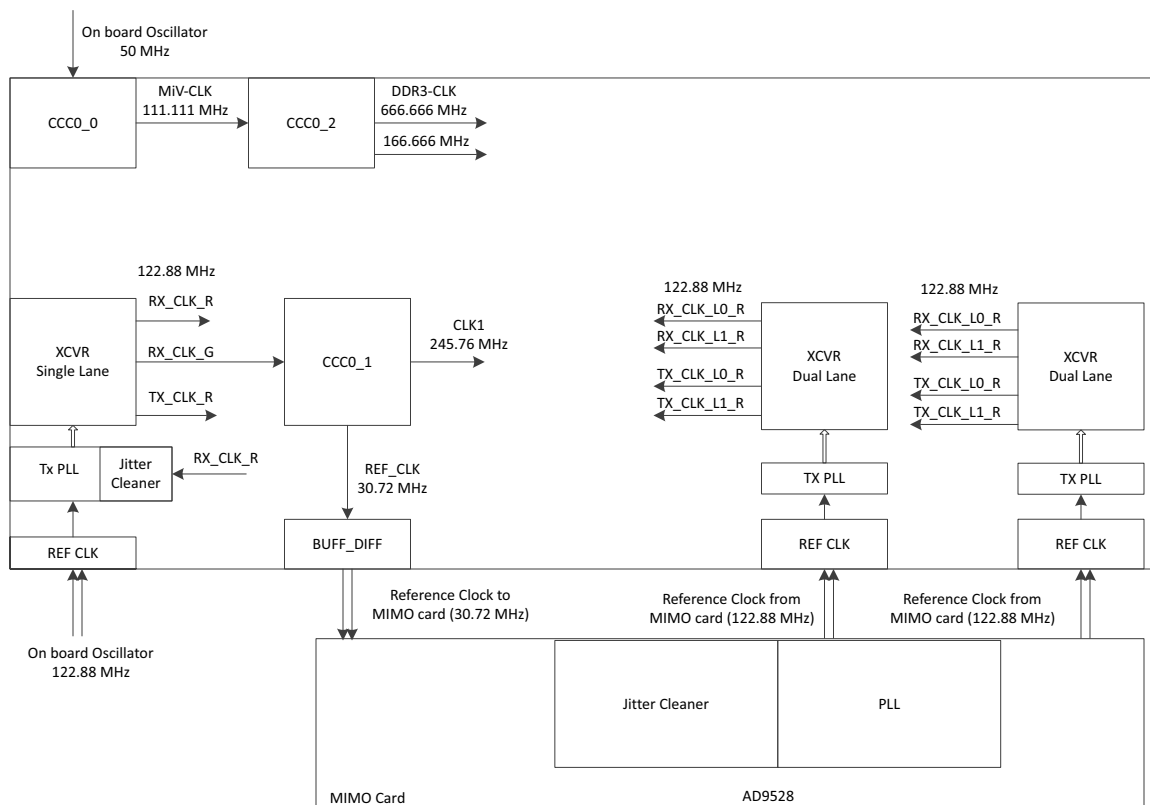 On board Oscillator
50 MHz
MiV-CLK
111.111 MHz
DDR3-CLK
666.666 MHz
CCC0_0
CCC0_2
166.666 MHz
122.88 MHz
RX_CLK_R
XCVR
Single Lane
RX_CLK_G
TX_CLK_R
CCC0_1
CLK1
245.76 MHz
122.88 MHz
RX_CLK_L0_R
RX_CLK_L1_R
TX_CLK_L0_R
TX_CLK_L1_R
XCVR
Dual Lane
122.88 MHz
RX_CLK_L0_R
RX_CLK_L1_R
TX_CLK_L0_R
TX_CLK_L1_R
XCVR
Dual Lane
Tx PLL
Jitter
Cleaner
RX_CLK_R
REF_CLK
30.72 MHz
TX PLL
TX PLL
REF CLK
BUFF_DIFF
REF CLK
REF CLK
On board Oscillator
122.88 MHz
Reference Clock to
MIMO card (30.72 MHz)
Reference Clock from
MIMO card (122.88 MHz)
Reference Clock from
MIMO card (122.88 MHz)
Jitter Cleaner
PLL
MIMO Card
AD9528